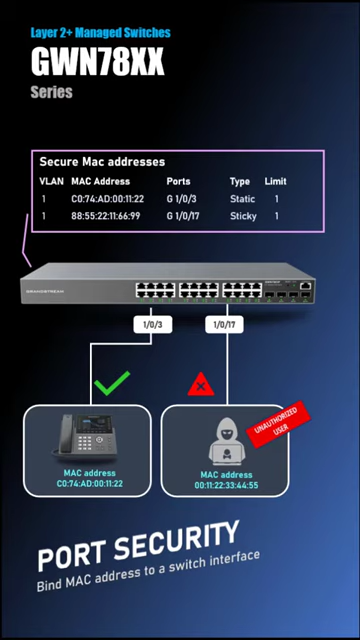 Layer 2+ Managed Switches
GWN78XX
Series
Secure Mac addresses
VLAN MAC Address Ports Type Limit
1 C0:74:AD:00:11:22 G 1/0/3 Static 1
1 88:55:22:11:66:99 G 1/0/17 Sticky 1
GRANDSTREAM
1/0/3 1/0/17
UNAUTHORIZED
USER
MAC address
C0:74:AD:00:11:22
MAC address
00:11:22:33:44:55
PORT SECURITY
Bind MAC address to a switch interface